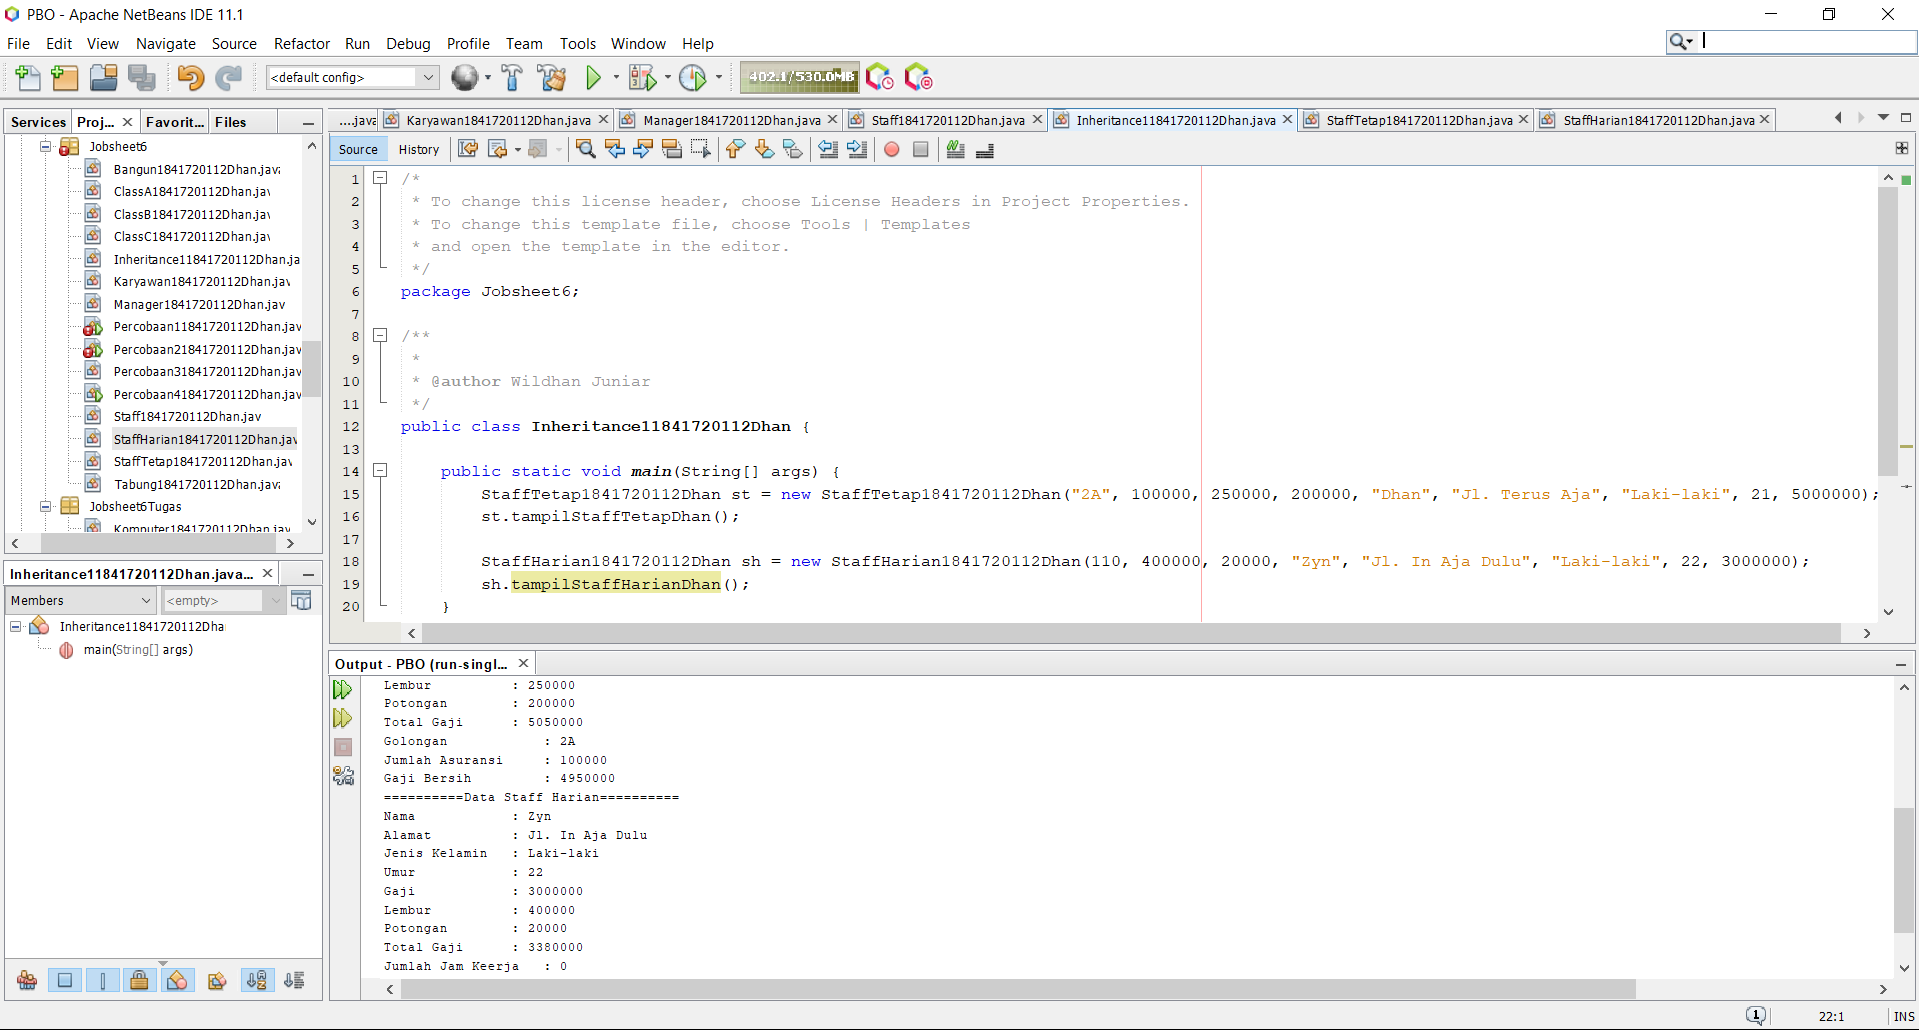 PBO - Apache NetBeans IDE 11.1
File Edit View Navigate Source Refactor Run Debug Profile Team Tools Window Help
<default config>
402.1/530.0MB
Services Proj... Favorit... Files
Jobsheet6
Bangun1841720112Dhan.java
ClassA1841720112Dhan.jav
ClassB1841720112Dhan.jav
ClassC1841720112Dhan.jav
Inheritance11841720112Dhan.ja
Karyawan1841720112Dhan.jav
Manager1841720112Dhan.jav
Percobaan11841720112Dhan.jav
Percobaan21841720112Dhan.jav
Percobaan31841720112Dhan.jav
Percobaan41841720112Dhan.jav
Staff1841720112Dhan.jav
StaffHarian1841720112Dhan.jav
StaffTetap1841720112Dhan.jav
Tabung1841720112Dhan.java
Jobsheet6Tugas
Komputer1841720112Dhan.jav
Inheritance11841720112Dhan.java...
Members <empty>
Inheritance11841720112Dha
main(String[] args)
....java Karyawan1841720112Dhan.java Manager1841720112Dhan.java Staff1841720112Dhan.java Inheritance11841720112Dhan.java StaffTetap1841720112Dhan.java StaffHarian1841720112Dhan.java
Source History
1 /*
2 * To change this license header, choose License Headers in Project Properties.
3 * To change this template file, choose Tools | Templates
4 * and open the template in the editor.
5 */
6 package Jobsheet6;
7
8 /**
9 *
10 * @author Wildhan Juniar
11 */
12 public class Inheritance11841720112Dhan {
13
14 public static void main(String[] args) {
15 StaffTetap1841720112Dhan st = new StaffTetap1841720112Dhan("2A", 100000, 250000, 200000, "Dhan", "Jl. Terus Aja", "Laki-laki", 21, 5000000);
16 st.tampilStaffTetapDhan();
17
18 StaffHarian1841720112Dhan sh = new StaffHarian1841720112Dhan(110, 400000, 20000, "Zyn", "Jl. In Aja Dulu", "Laki-laki", 22, 3000000);
19 sh.tampilStaffHarianDhan();
20 }
Output - PBO (run-singl...
Lembur : 250000
Potongan : 200000
Total Gaji : 5050000
Golongan : 2A
Jumlah Asuransi : 100000
Gaji Bersih : 4950000
==========Data Staff Harian==========
Nama : Zyn
Alamat : Jl. In Aja Dulu
Jenis Kelamin : Laki-laki
Umur : 22
Gaji : 3000000
Lembur : 400000
Potongan : 20000
Total Gaji : 3380000
Jumlah Jam Keerja : 0
1 22:1 INS